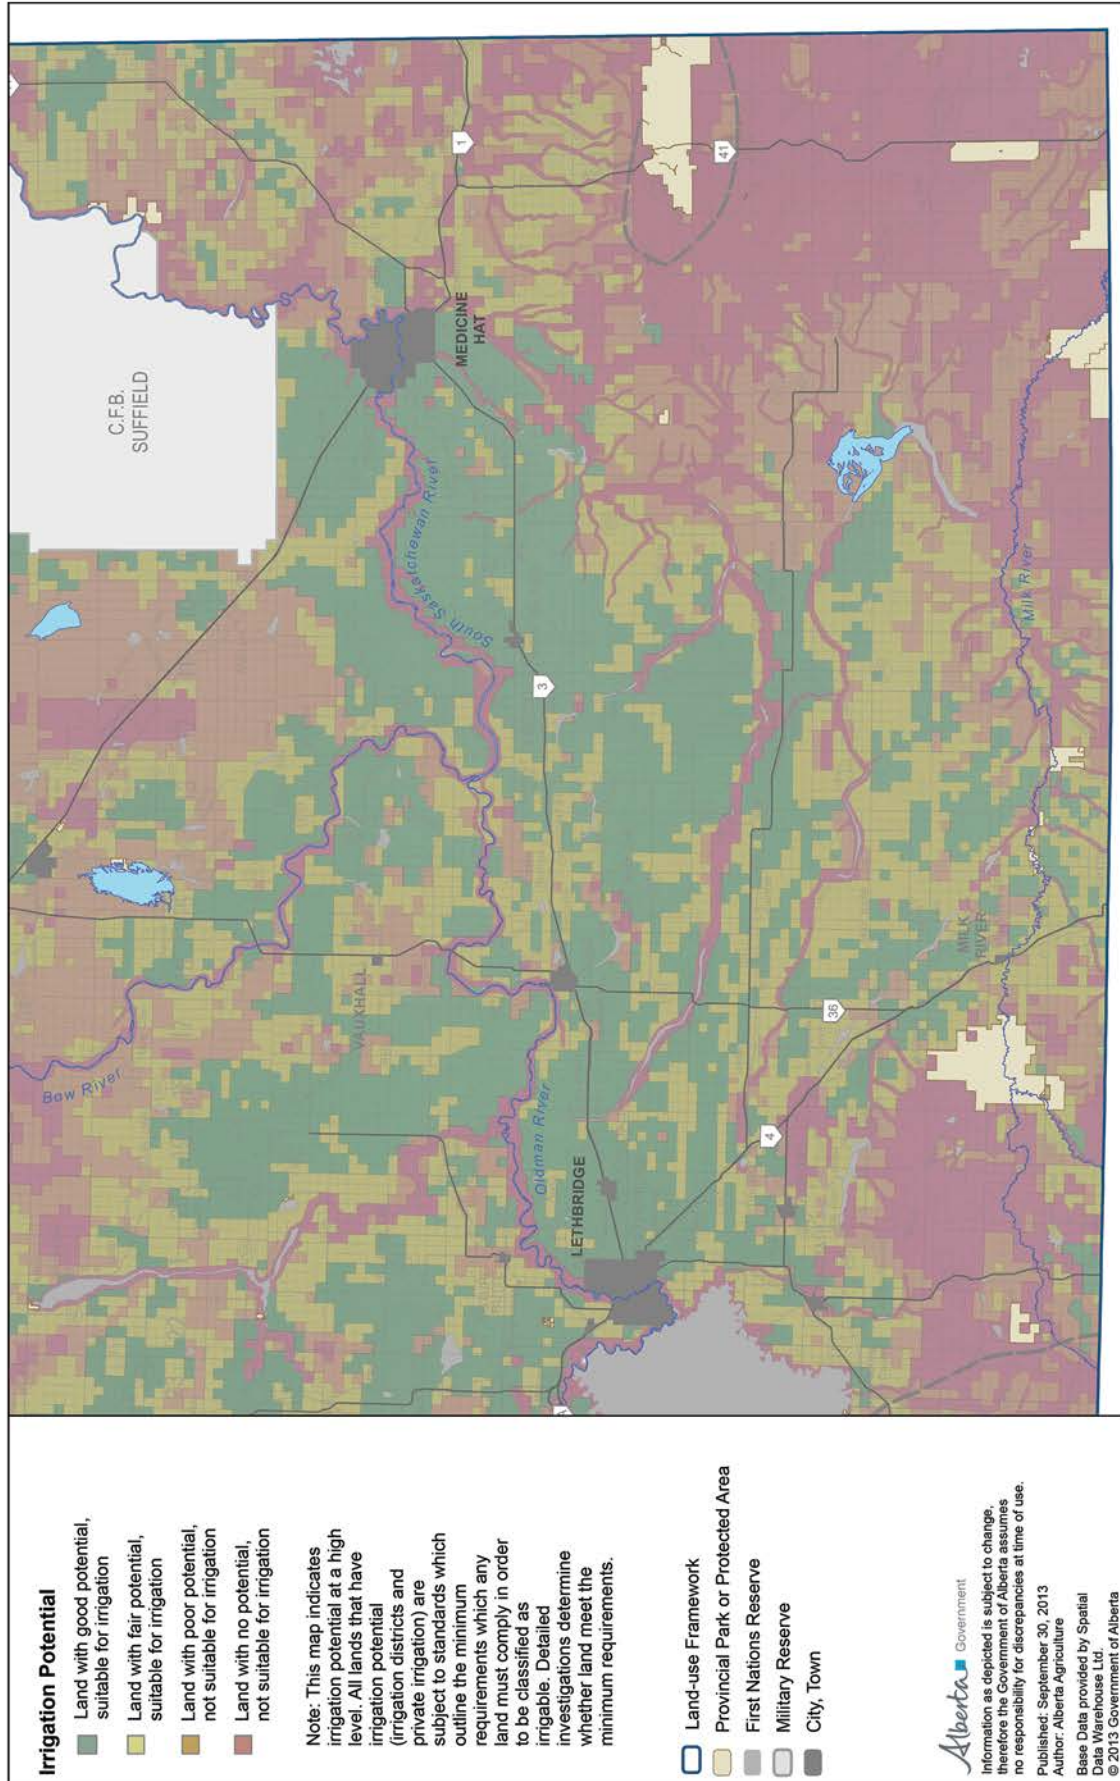 Irrigation Potential
Land with good potential,
suitable for irrigation
Land with fair potential,
suitable for irrigation
Land with poor potential,
not suitable for irrigation
Land with no potential,
not suitable for irrigation
Note: This map indicates
irrigation potential at a high
level. All lands that have
irrigation potential
(irrigation districts and
private irrigation) are
subject to standards which
outline the minimum
requirements which any
land must comply in order
to be classified as
irrigable. Detailed
investigations determine
whether land meet the
minimum requirements.
Land-use Framework
Provincial Park or Protected Area
First Nations Reserve
Military Reserve
City, Town
Alberta Government
Information as depicted is subject to change,
therefore the Government of Alberta assumes
no responsibility for discrepancies at time of use.
Published: September 30, 2013
Author: Alberta Agriculture
Base Data provided by Spatial
Data Warehouse Ltd.
© 2013 Government of Alberta
Bow River
VAUXHALL
C.F.B.
SUFFIELD
Oldman River
LETHBRIDGE
South Saskatchewan River
MEDICINE
HAT
3
1
4
36
41
MILK
RIVER
Milk River